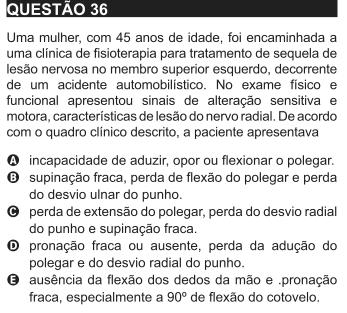 QUESTÃO 36
Uma mulher, com 45 anos de idade, foi encaminhada a
uma clínica de fisioterapia para tratamento de sequela de
lesão nervosa no membro superior esquerdo, decorrente
de um acidente automobilístico. No exame físico e
funcional apresentou sinais de alteração sensitiva e
motora, características de lesão do nervo radial. De acordo
com o quadro clínico descrito, a paciente apresentava
A incapacidade de aduzir, opor ou flexionar o polegar.
B supinação fraca, perda de flexão do polegar e perda
do desvio ulnar do punho.
C perda de extensão do polegar, perda do desvio radial
do punho e supinação fraca.
D pronação fraca ou ausente, perda da adução do
polegar e do desvio radial do punho.
E ausência da flexão dos dedos da mão e .pronação
fraca, especialmente a 90º de flexão do cotovelo.